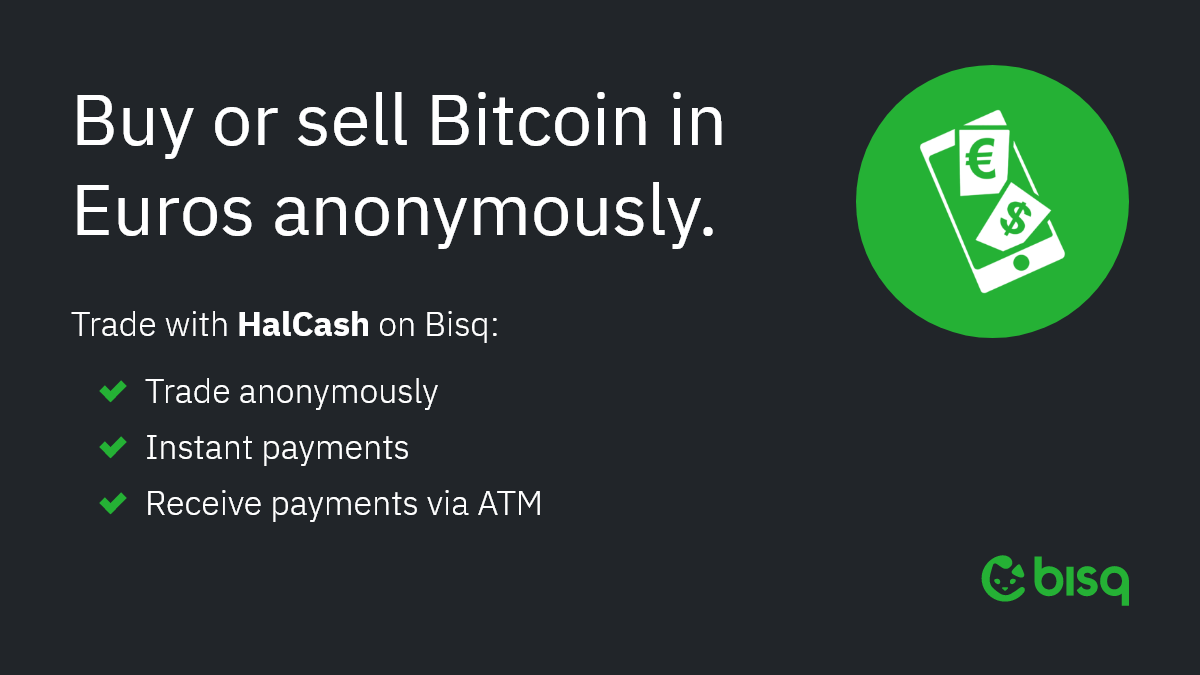 Buy or sell Bitcoin in
Euros anonymously.
Trade with HalCash on Bisq:
Trade anonymously
Instant payments
Receive payments via ATM
€
$
bisq